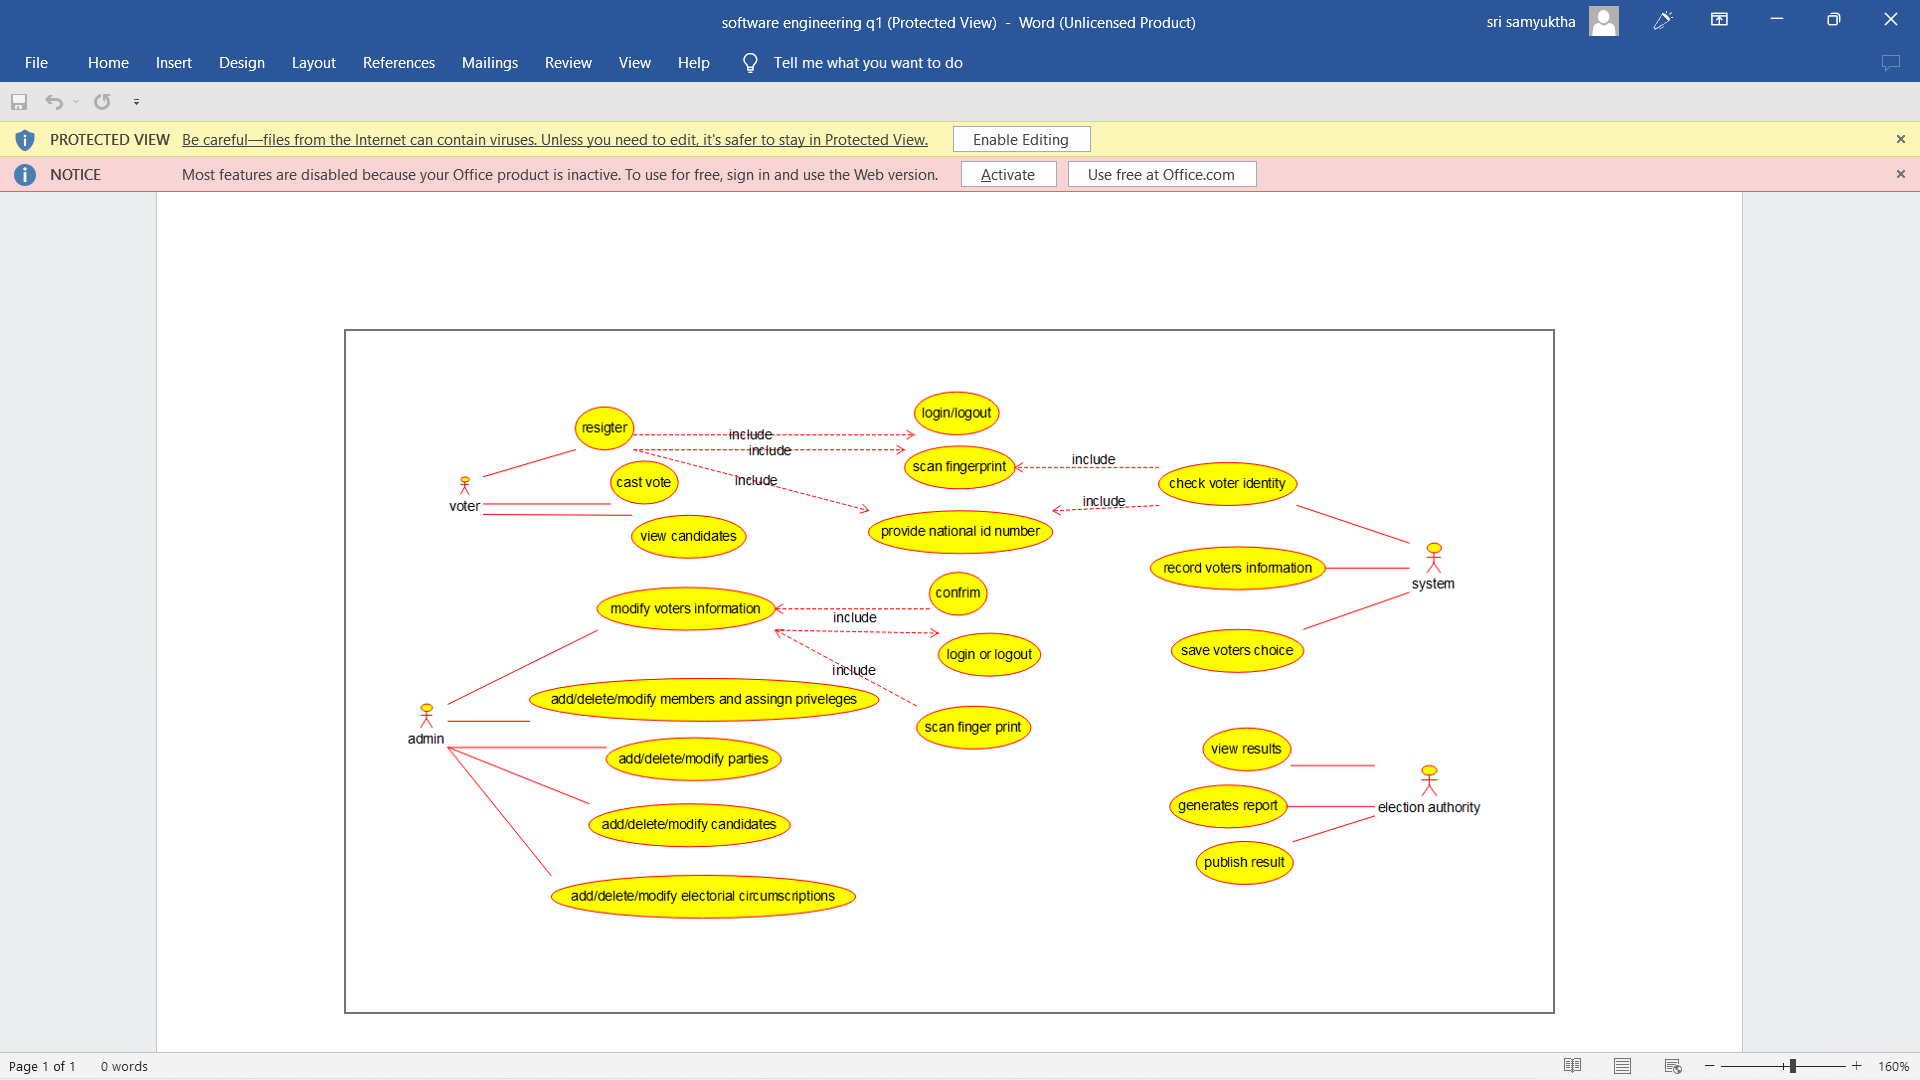 software engineering q1 (Protected View) - Word (Unlicensed Product)
sri samyuktha
File Home Insert Design Layout References Mailings Review View Help Tell me what you want to do
PROTECTED VIEW Be careful—files from the Internet can contain viruses. Unless you need to edit, it's safer to stay in Protected View. Enable Editing
NOTICE Most features are disabled because your Office product is inactive. To use for free, sign in and use the Web version. Activate Use free at Office.com
login/logout
resigter
include
include
scan fingerprint
include
check voter identity
cast vote
include
voter
include
provide national id number
view candidates
record voters information
system
confrim
modify voters information
include
login or logout
save voters choice
include
add/delete/modify members and assingn priveleges
scan finger print
admin
add/delete/modify parties
view results
generates report
election authority
add/delete/modify candidates
publish result
add/delete/modify electorial circumscriptions
Page 1 of 1 0 words
160%